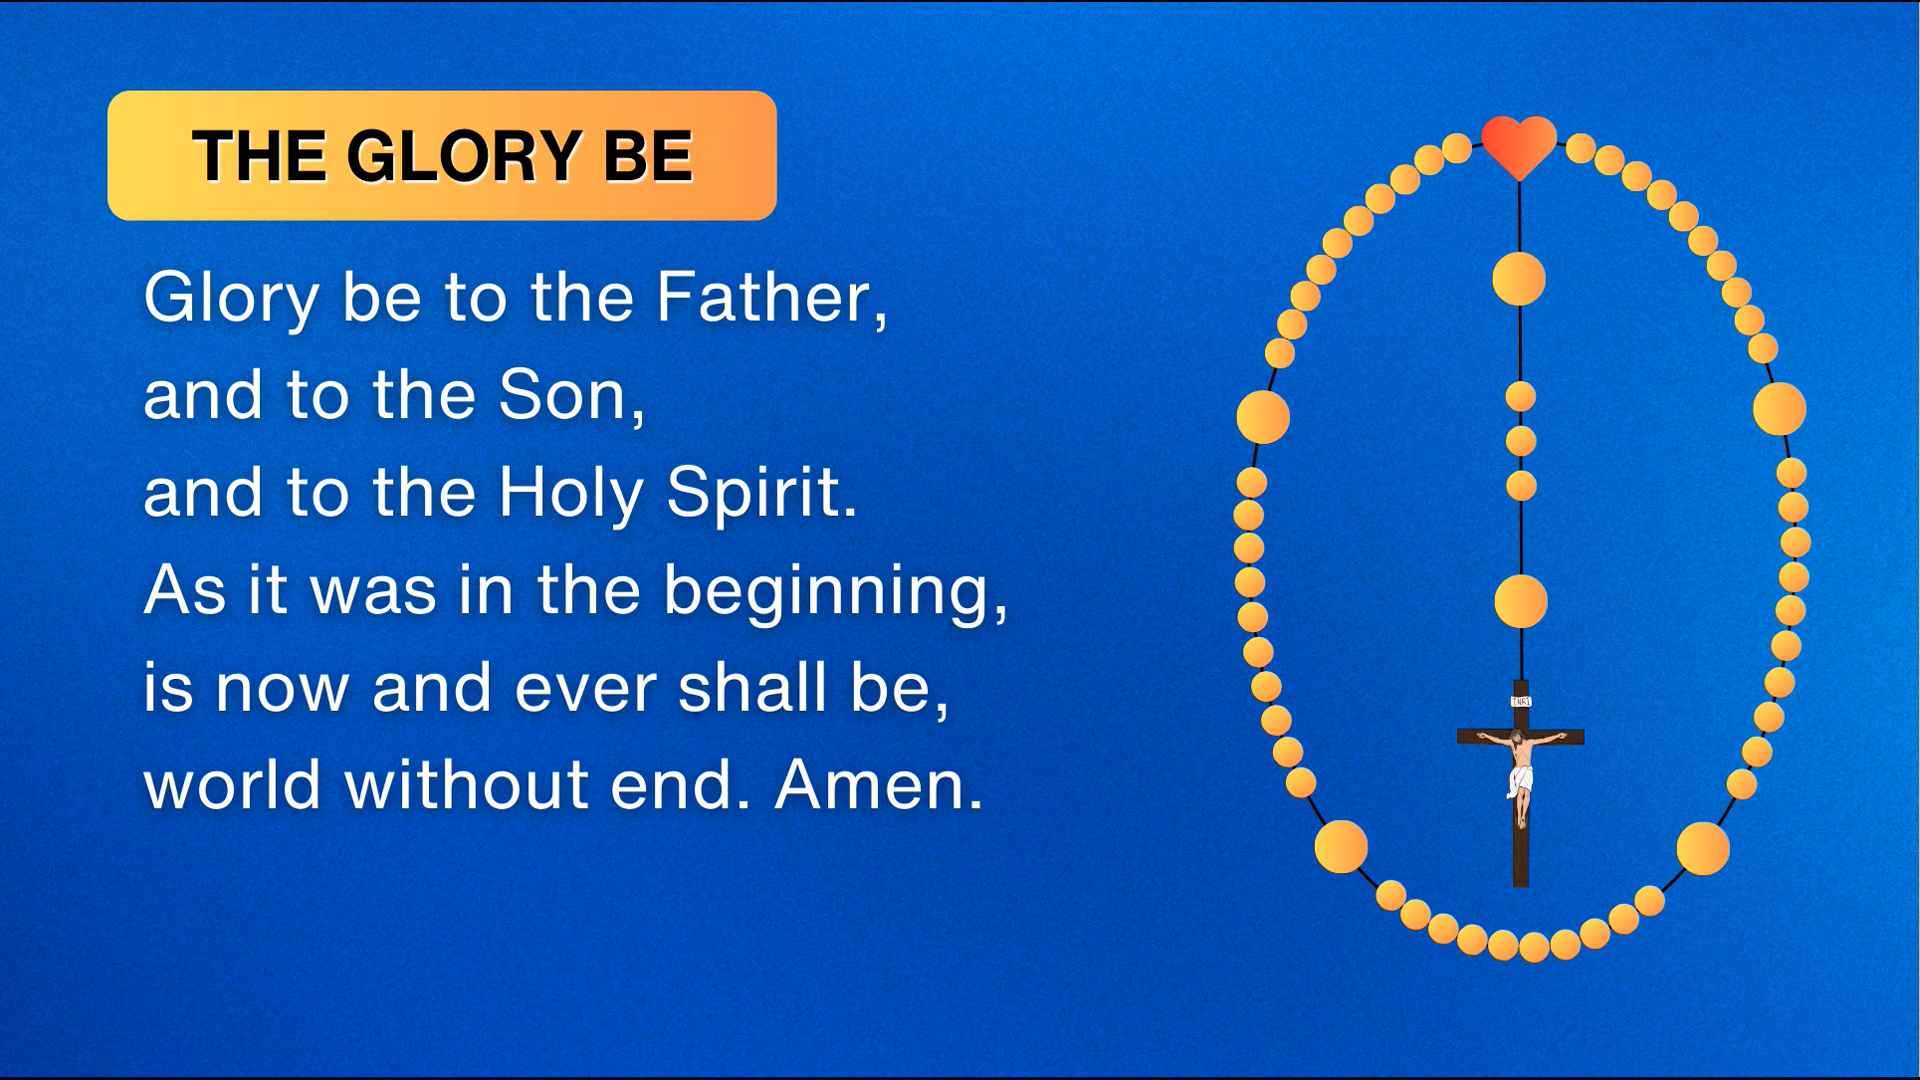 THE GLORY BE
Glory be to the Father,
and to the Son,
and to the Holy Spirit.
As it was in the beginning,
is now and ever shall be,
world without end. Amen.
INRI